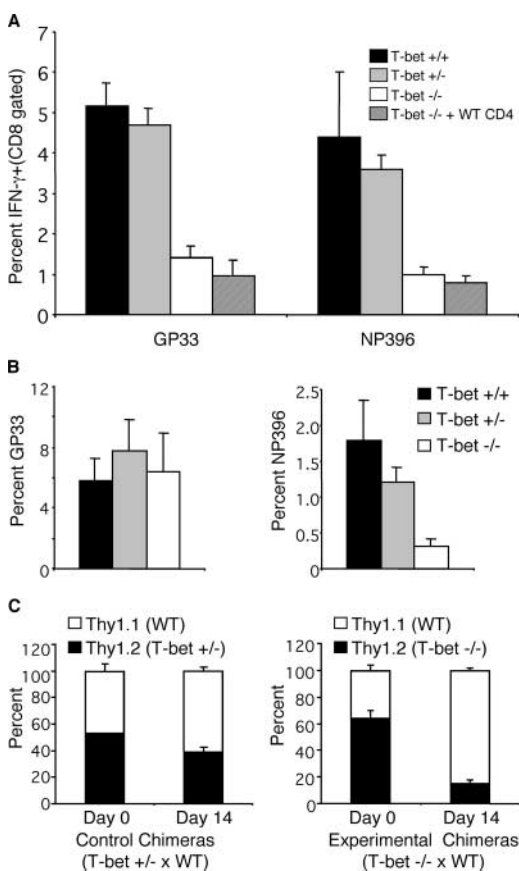 A
7
6
5
4
3
2
1
0
Percent IFN-γ+(CD8 gated)
T-bet +/+
T-bet +/-
T-bet -/-
T-bet -/- + WT CD4
GP33 NP396
B
12
9
6
3
0
Percent GP33
2.5
2.0
1.5
1.0
0.5
0
Percent NP396
T-bet +/+
T-bet +/-
T-bet -/-
C
Thy1.1 (WT)
Thy1.2 (T-bet +/-)
120
100
80
60
40
20
0
Percent
Day 0 Day 14
Control Chimeras
(T-bet +/- x WT)
Thy1.1 (WT)
Thy1.2 (T-bet -/-)
120
100
80
60
40
20
0
Percent
Day 0 Day 14
Experimental Chimeras
(T-bet -/- x WT)